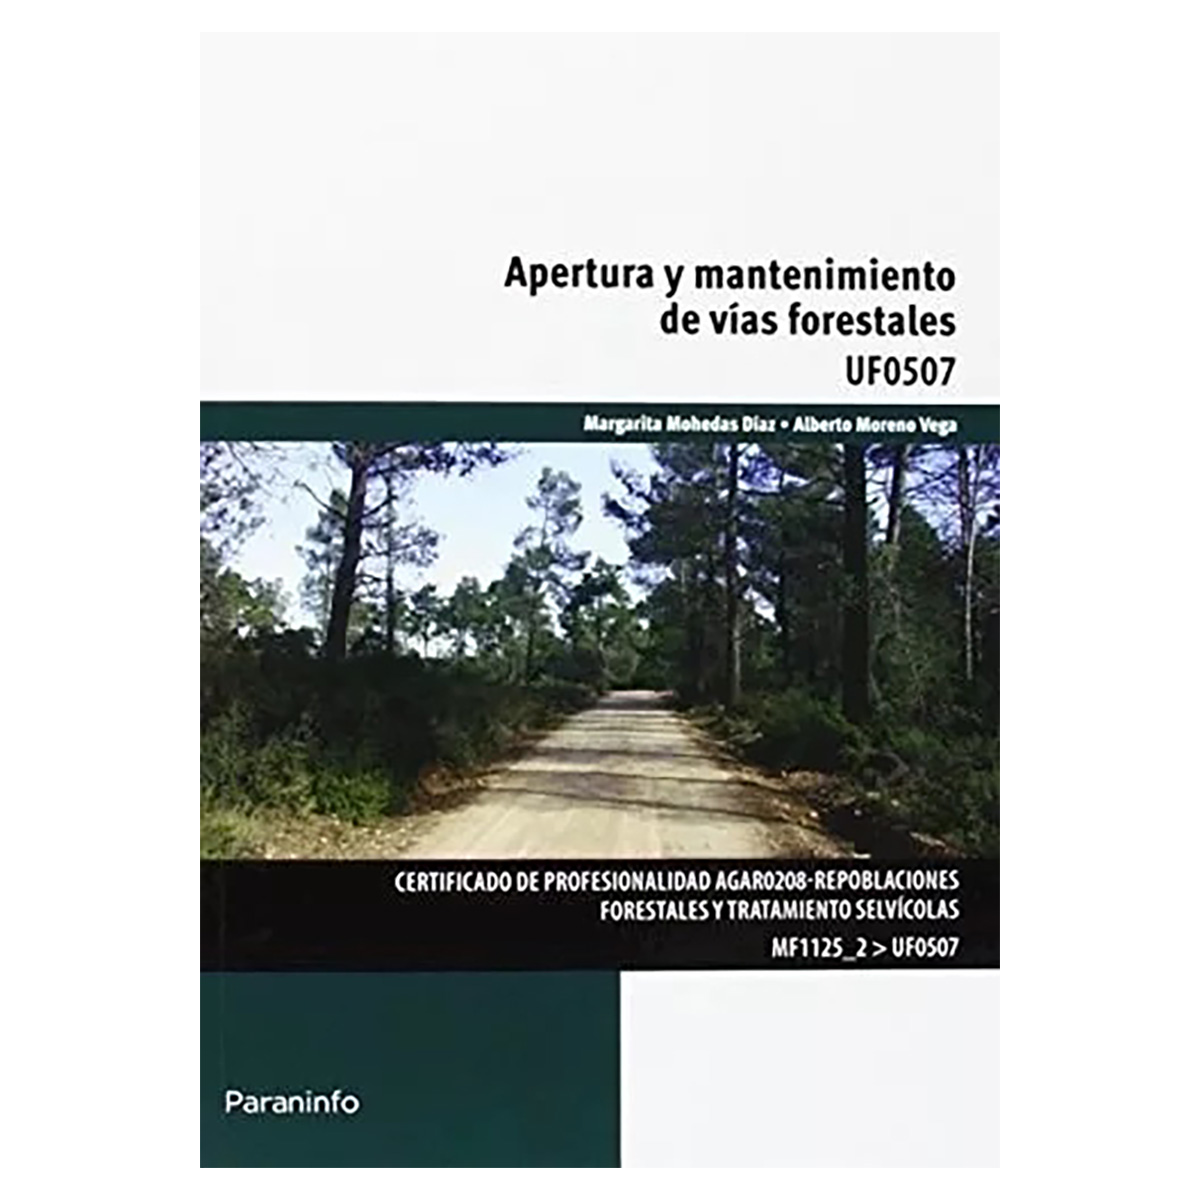 Apertura y mantenimiento
de vías forestales
UF0507
Margarita Mohedas Díaz • Alberto Moreno Vega
CERTIFICADO DE PROFESIONALIDAD AGAR0208-REPOBLACIONES
FORESTALES Y TRATAMIENTO SELVÍCOLAS
MF1125_2 > UF0507
Paraninfo